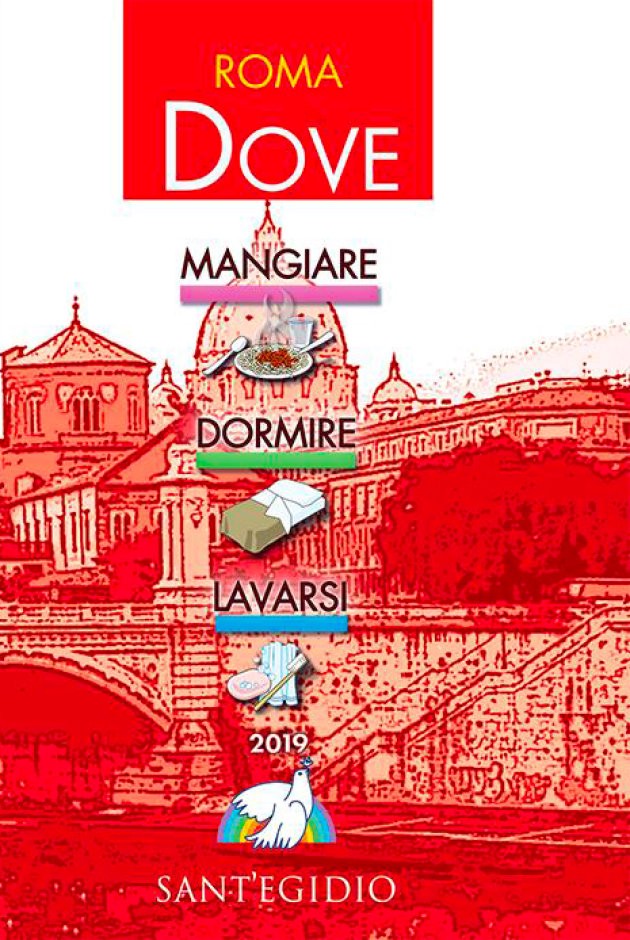 ROMA
DOVE
MANGIARE
DORMIRE
LAVARSI
2019
SANT'EGIDIO